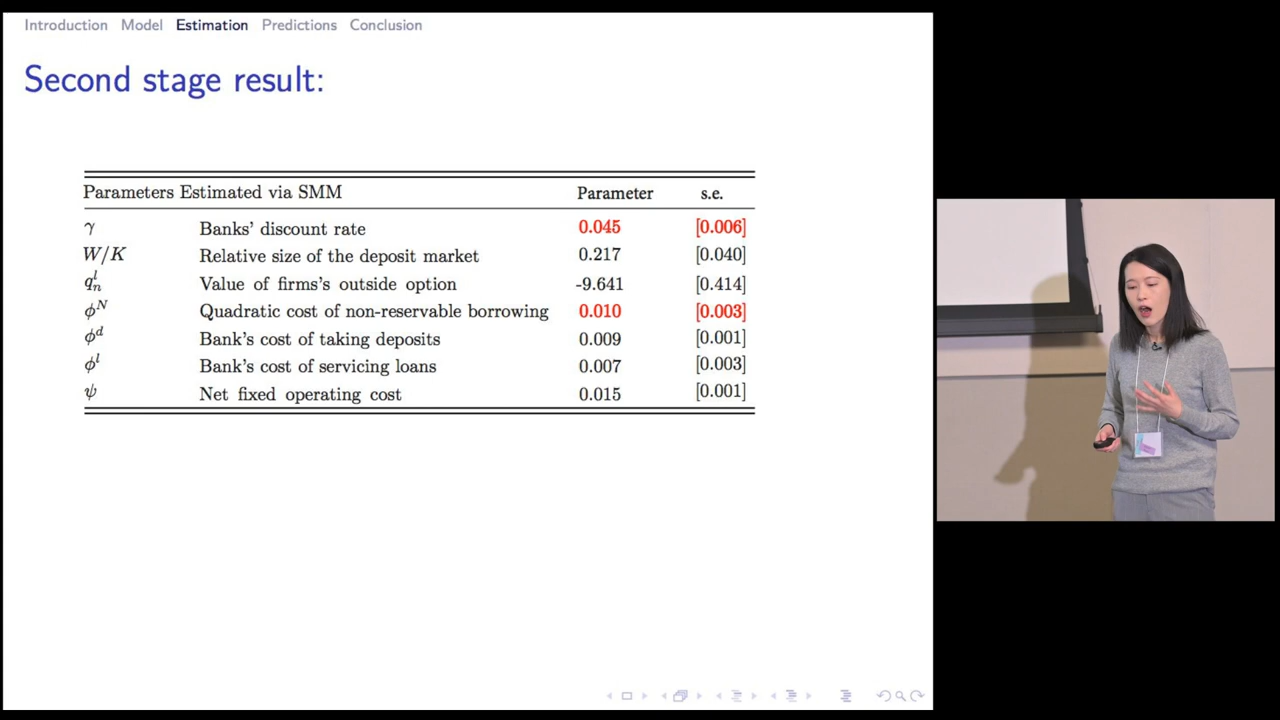 Introduction Model Estimation Predictions Conclusion
Second stage result:
Parameters Estimated via SMM Parameter s.e.
γ Banks' discount rate 0.045 [0.006]
W/K Relative size of the deposit market 0.217 [0.040]
q_n^l Value of firms's outside option -9.641 [0.414]
ϕ^N Quadratic cost of non-reservable borrowing 0.010 [0.003]
ϕ^d Bank's cost of taking deposits 0.009 [0.001]
ϕ^l Bank's cost of servicing loans 0.007 [0.003]
ψ Net fixed operating cost 0.015 [0.001]